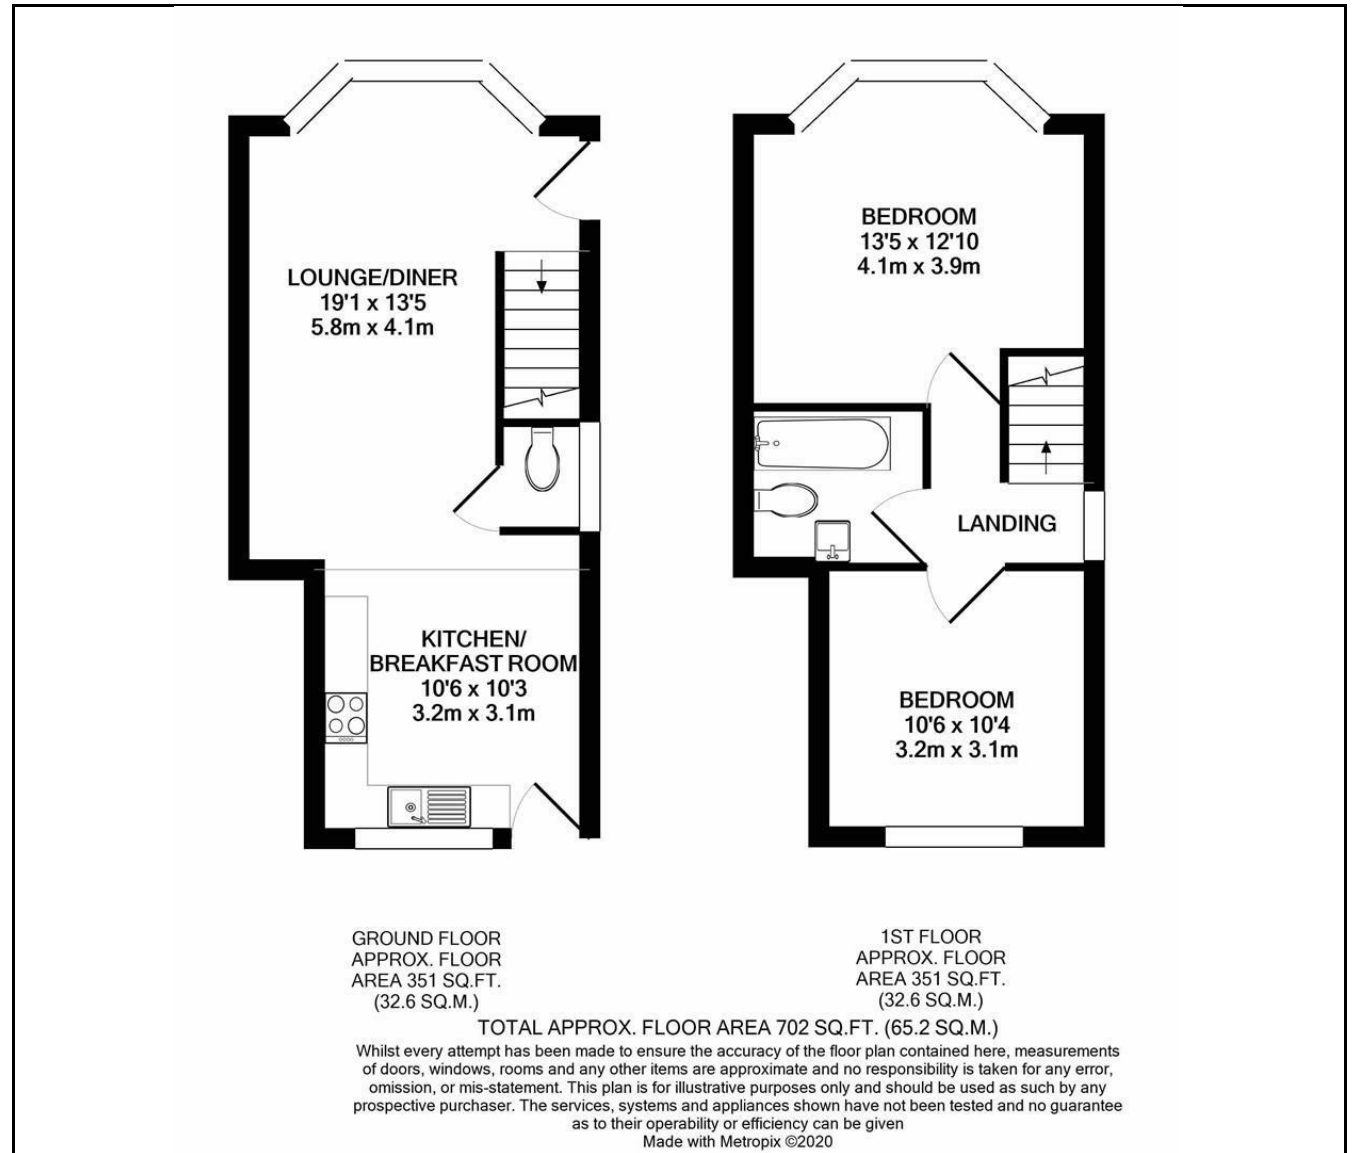 LOUNGE/DINER
19'1 x 13'5
5.8m x 4.1m
KITCHEN/
BREAKFAST ROOM
10'6 x 10'3
3.2m x 3.1m
BEDROOM
13'5 x 12'10
4.1m x 3.9m
LANDING
BEDROOM
10'6 x 10'4
3.2m x 3.1m
GROUND FLOOR
APPROX. FLOOR
AREA 351 SQ.FT.
(32.6 SQ.M.)
1ST FLOOR
APPROX. FLOOR
AREA 351 SQ.FT.
(32.6 SQ.M.)
TOTAL APPROX. FLOOR AREA 702 SQ.FT. (65.2 SQ.M.)
Whilst every attempt has been made to ensure the accuracy of the floor plan contained here, measurements
of doors, windows, rooms and any other items are approximate and no responsibility is taken for any error,
omission, or mis-statement. This plan is for illustrative purposes only and should be used as such by any
prospective purchaser. The services, systems and appliances shown have not been tested and no guarantee
as to their operability or efficiency can be given
Made with Metropix ©2020